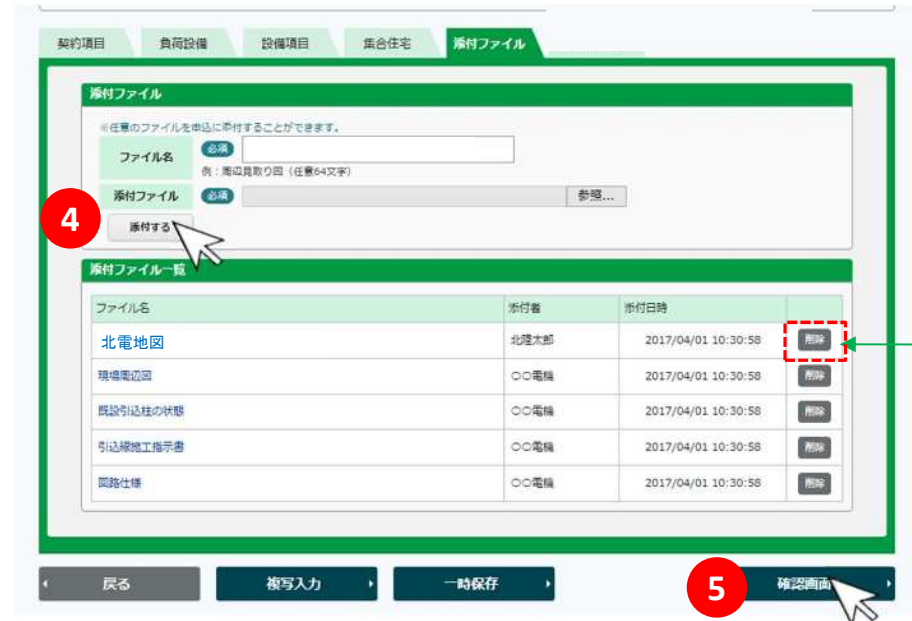 契約項目 負荷設備 設備項目 集合住宅 添付ファイル
添付ファイル
※任意のファイルを申込に添付することができます。
ファイル名 必須
例：周辺見取り図（任意64文字）
添付ファイル 必須 参照...
4 添付する
添付ファイル一覧
ファイル名 添付者 添付日時
北電地図 北陸太郎 2017/04/01 10:30:58 削除
現場周辺図 〇〇電機 2017/04/01 10:30:58 削除
既設引込柱の状態 〇〇電機 2017/04/01 10:30:58 削除
引込線施工指示書 〇〇電機 2017/04/01 10:30:58 削除
回路仕様 〇〇電機 2017/04/01 10:30:58 削除
戻る 複写入力 一時保存 5 確認画面